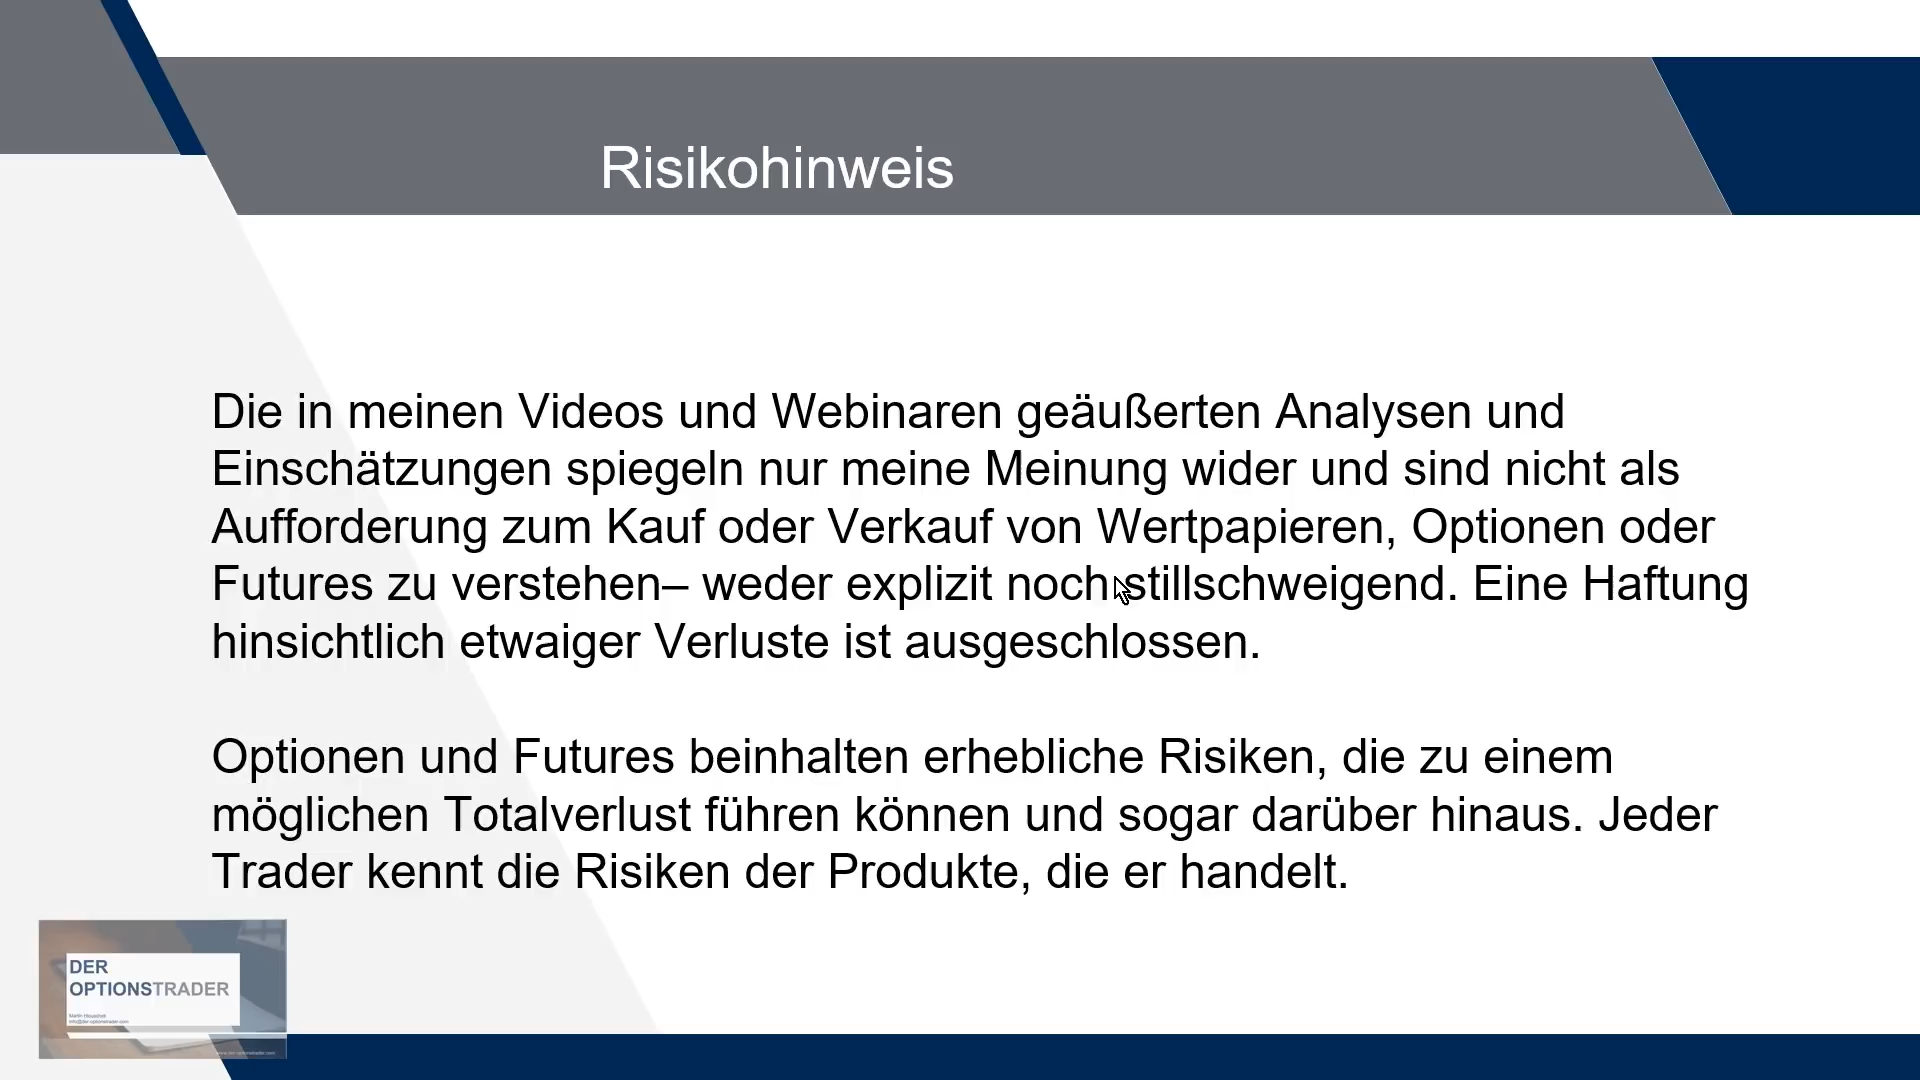 Risikohinweis
Die in meinen Videos und Webinaren geäußerten Analysen und
Einschätzungen spiegeln nur meine Meinung wider und sind nicht als
Aufforderung zum Kauf oder Verkauf von Wertpapieren, Optionen oder
Futures zu verstehen– weder explizit noch stillschweigend. Eine Haftung
hinsichtlich etwaiger Verluste ist ausgeschlossen.
Optionen und Futures beinhalten erhebliche Risiken, die zu einem
möglichen Totalverlust führen können und sogar darüber hinaus. Jeder
Trader kennt die Risiken der Produkte, die er handelt.
DER
OPTIONSTRADER